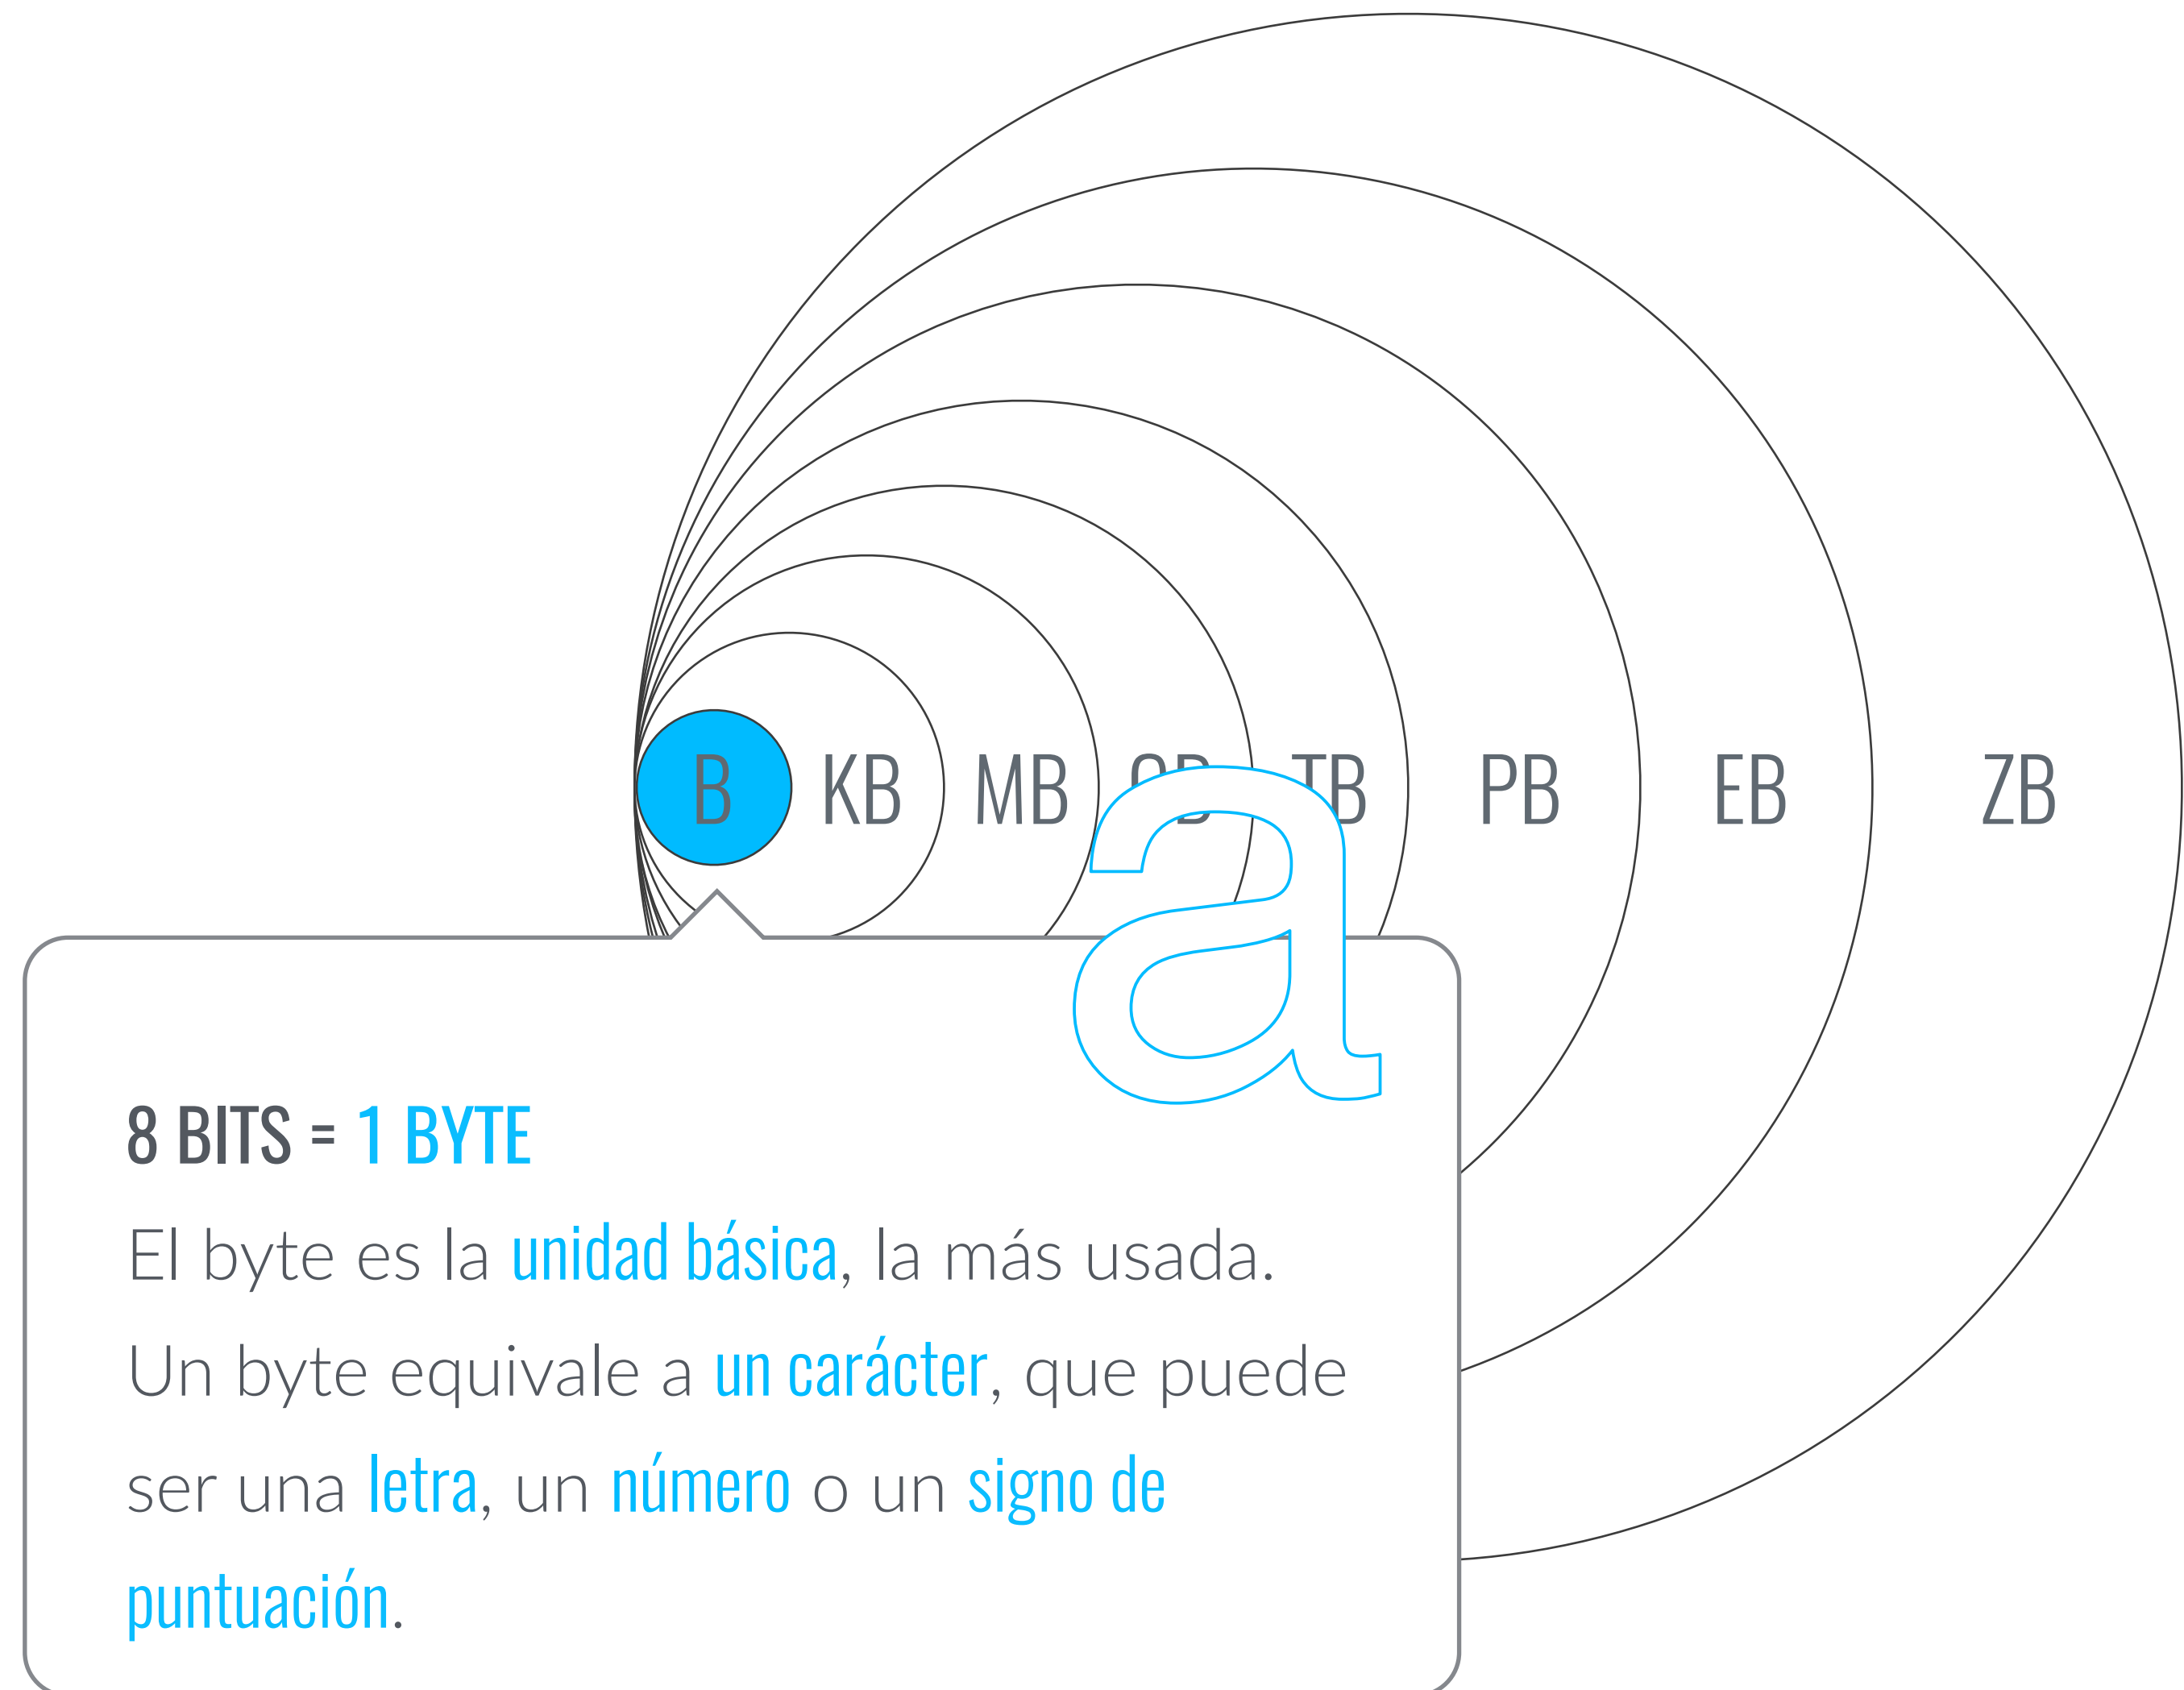 B KB MB GB TB PB EB ZB
a
8 BITS = 1 BYTE
El byte es la unidad básica, la más usada.
Un byte equivale a un carácter, que puede
ser una letra, un número o un signo de
puntuación.